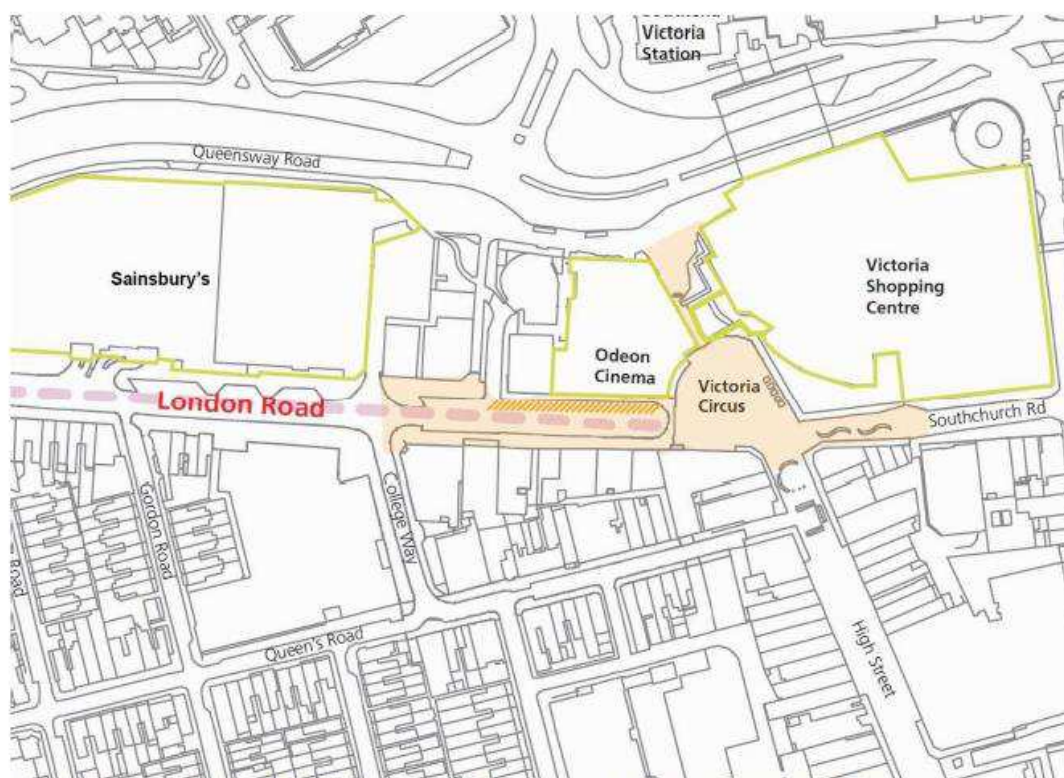 Victoria
Station
Queensway Road
Sainsbury's
Victoria
Shopping
Centre
Odeon
Cinema
Victoria
Circus
London Road
Southchurch Rd
Gordon Road
College Way
Road
Queen's Road
High Street